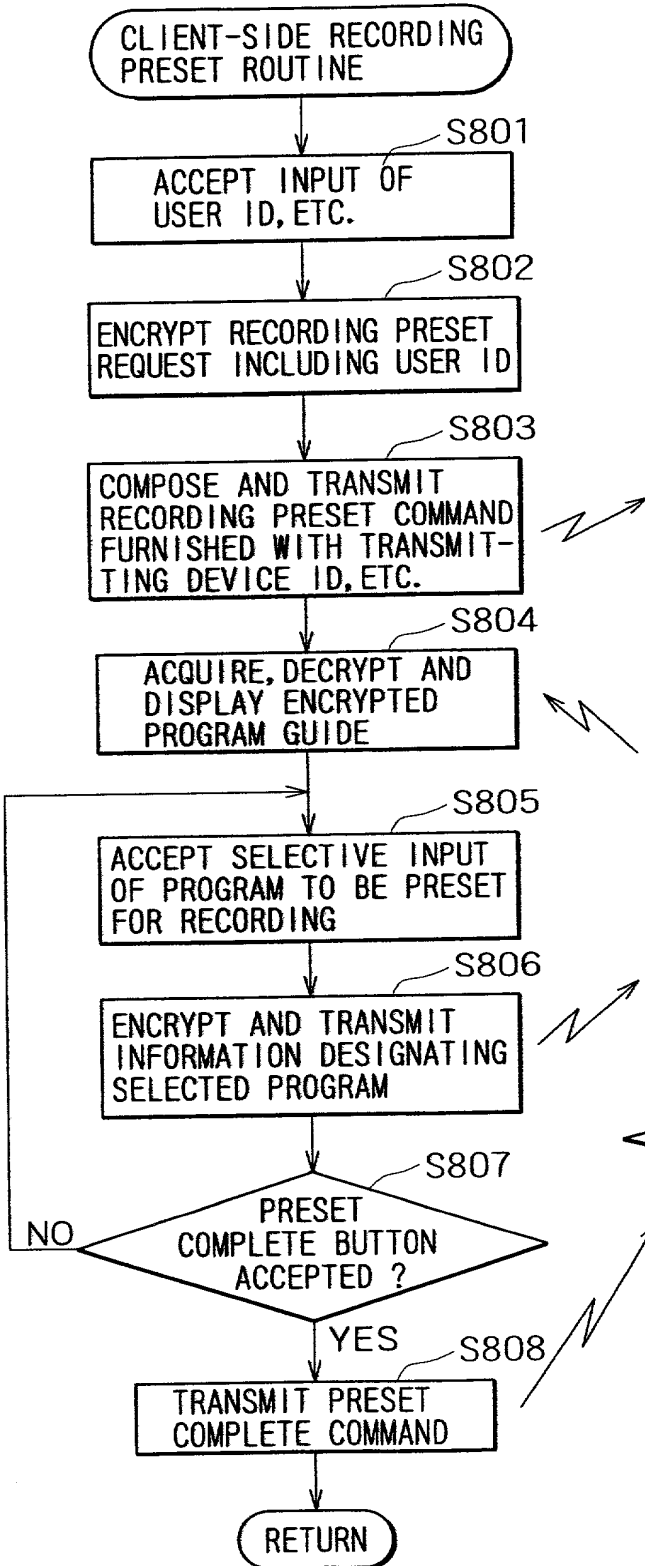 CLIENT-SIDE RECORDING
PRESET ROUTINE
S801
ACCEPT INPUT OF
USER ID, ETC.
S802
ENCRYPT RECORDING PRESET
REQUEST INCLUDING USER ID
S803
COMPOSE AND TRANSMIT
RECORDING PRESET COMMAND
FURNISHED WITH TRANSMIT-
TING DEVICE ID, ETC.
S804
ACQUIRE, DECRYPT AND
DISPLAY ENCRYPTED
PROGRAM GUIDE
S805
ACCEPT SELECTIVE INPUT
OF PROGRAM TO BE PRESET
FOR RECORDING
S806
ENCRYPT AND TRANSMIT
INFORMATION DESIGNATING
SELECTED PROGRAM
S807
PRESET
COMPLETE BUTTON
ACCEPTED ?
NO
YES
S808
TRANSMIT PRESET
COMPLETE COMMAND
RETURN